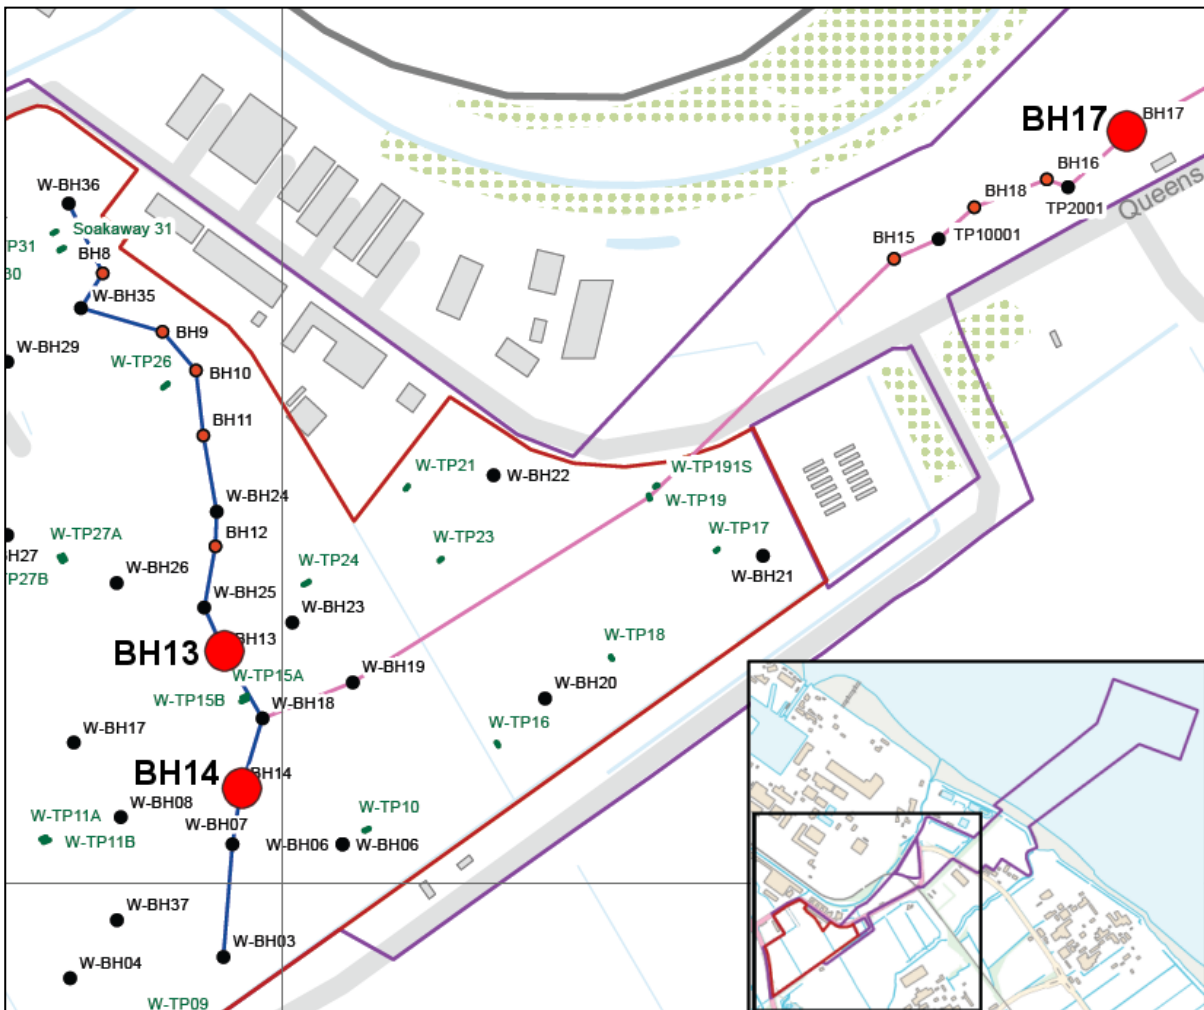 BH17
BH17
BH16
W-BH36
BH18
TP2001
Queens
Soakaway 31
P31
BH8
BH15
TP10001
30
W-BH35
BH9
W-BH29
W-TP26
BH10
BH11
W-TP21
W-BH22
W-TP191S
W-BH24
W-TP19
BH12
W-TP27A
W-TP23
W-TP17
H27
W-BH26
W-TP24
W-BH21
P27B
W-BH25
W-BH23
BH13
BH13
W-TP18
W-TP15A
W-BH19
W-TP15B
W-BH18
W-BH20
W-BH17
W-TP16
BH14
BH14
W-BH08
W-TP11A
W-BH07
W-TP10
W-TP11B
W-BH06
W-BH06
W-BH37
W-BH03
W-BH04
W-TP09